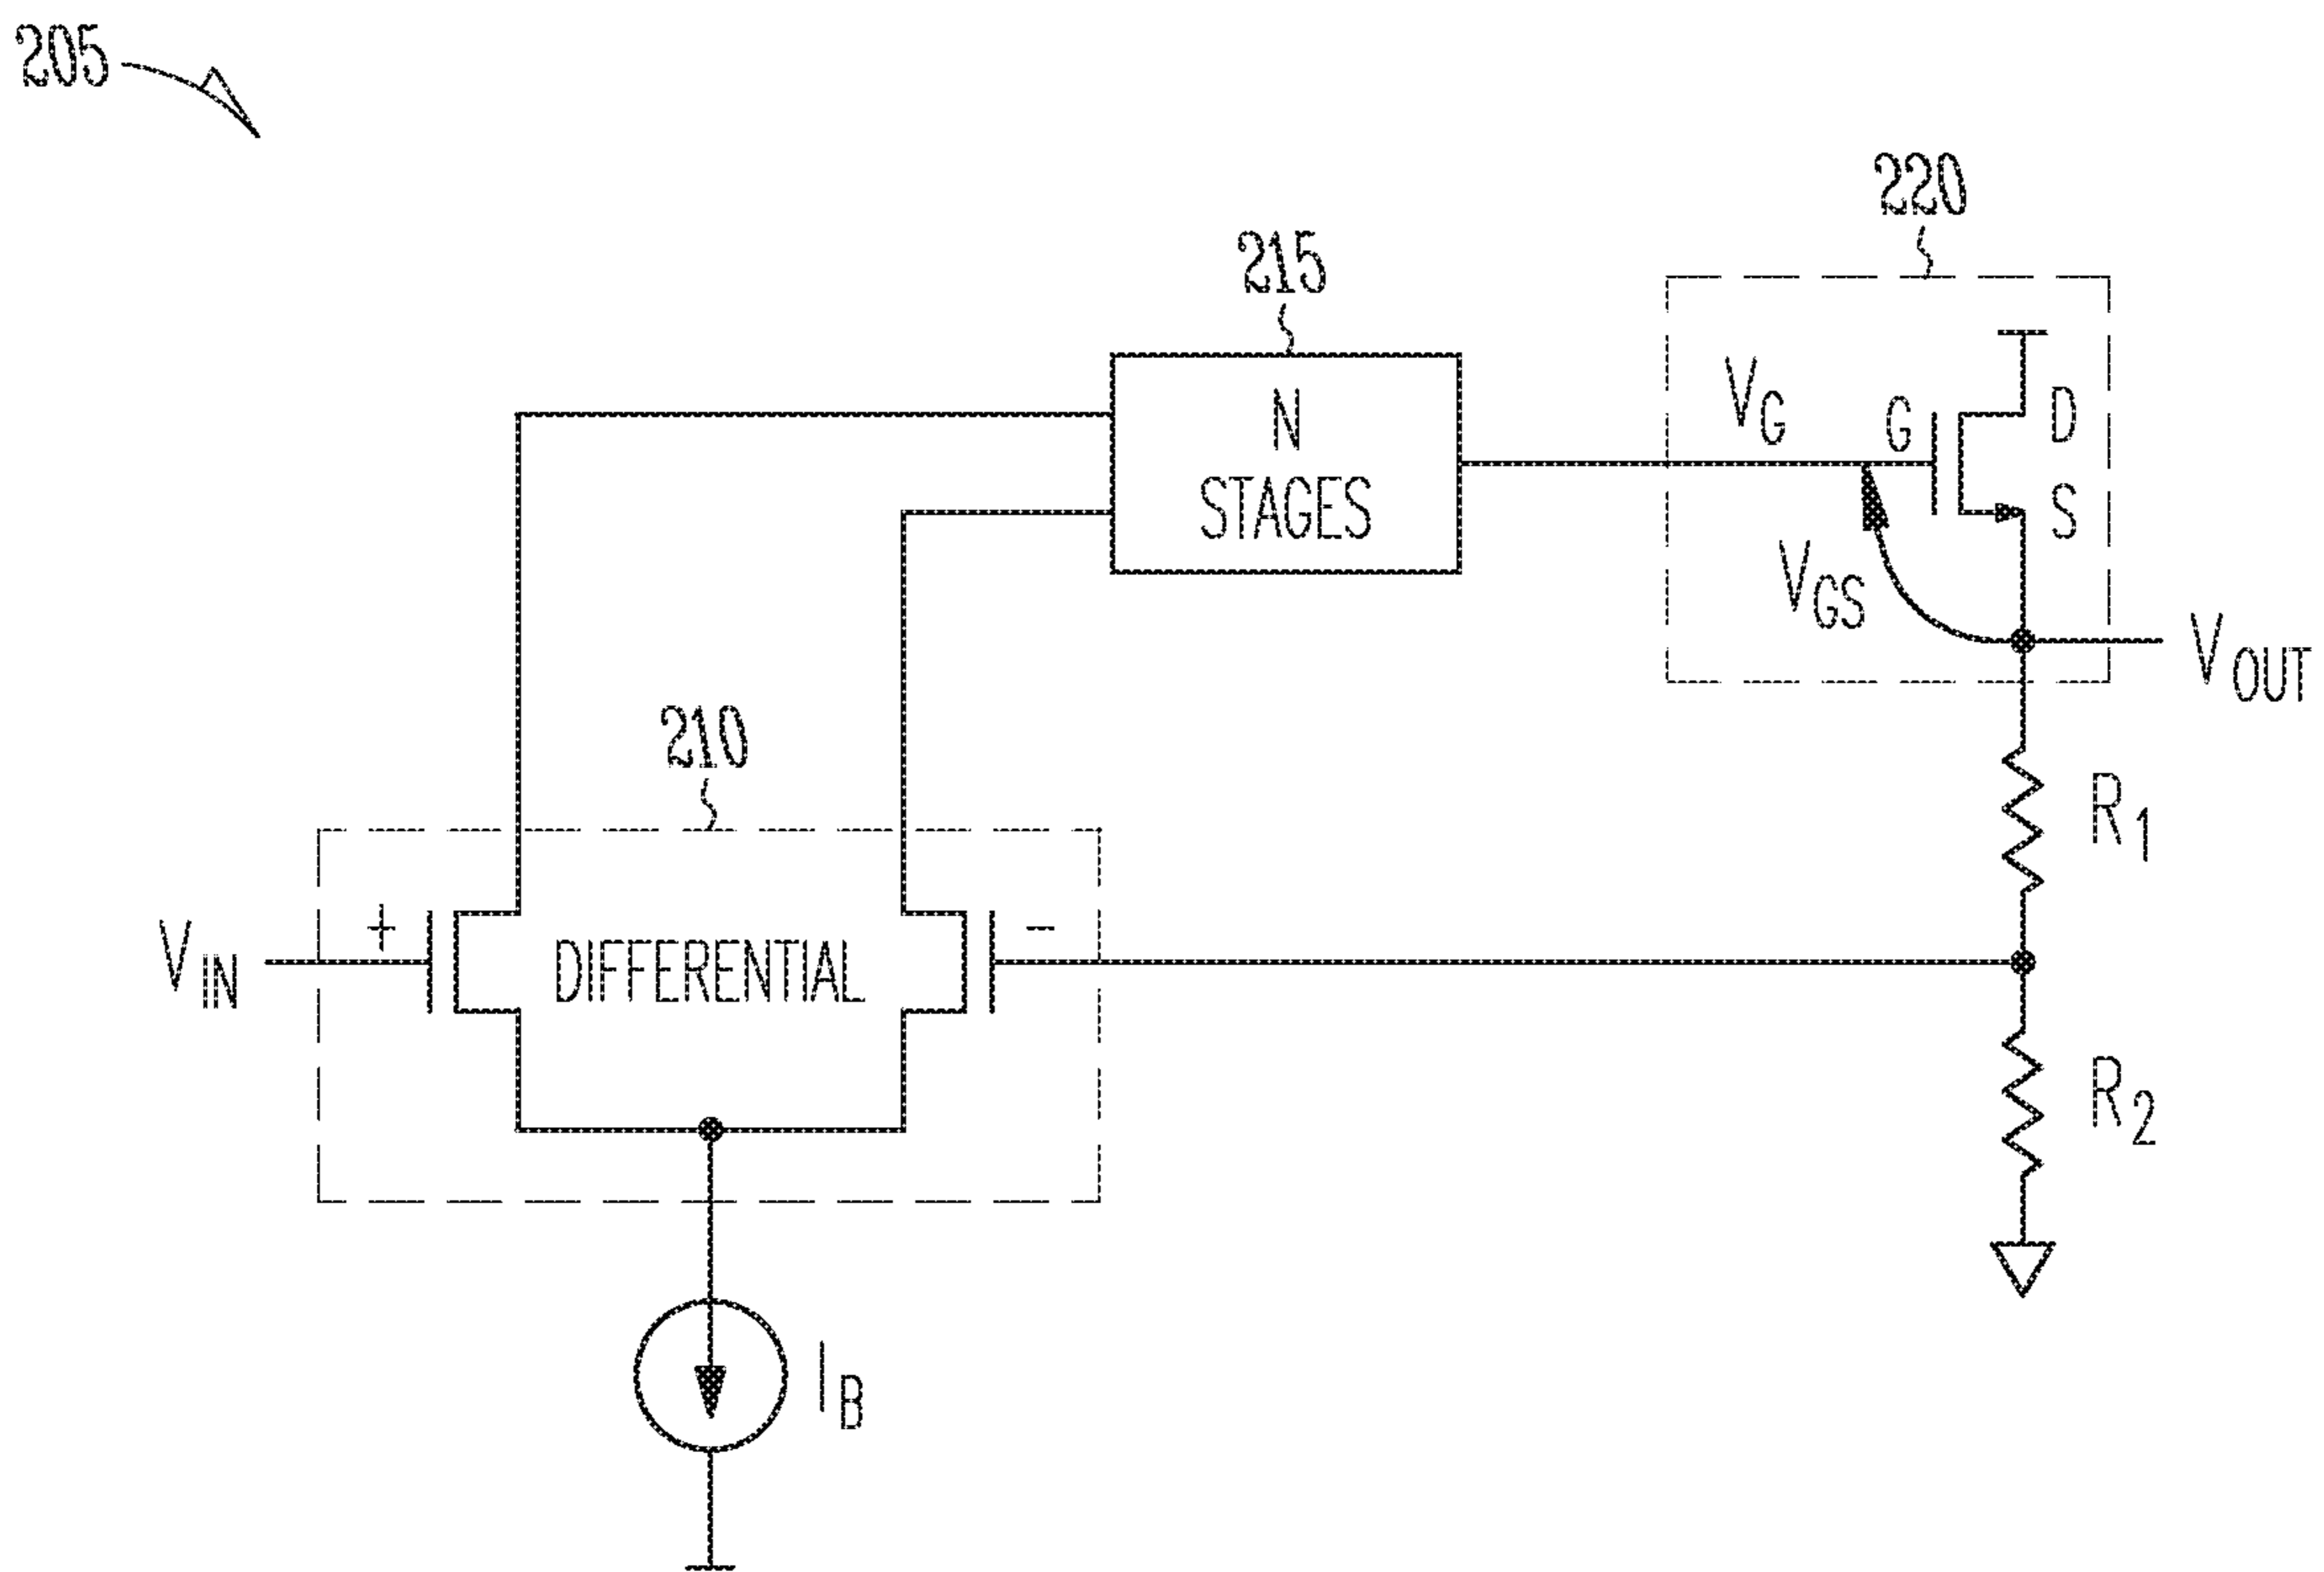 205
220
215
N
STAGES
V_G
G
D
S
V_GS
V_OUT
210
R_1
V_IN
+
DIFFERENTIAL
-
R_2
I_B